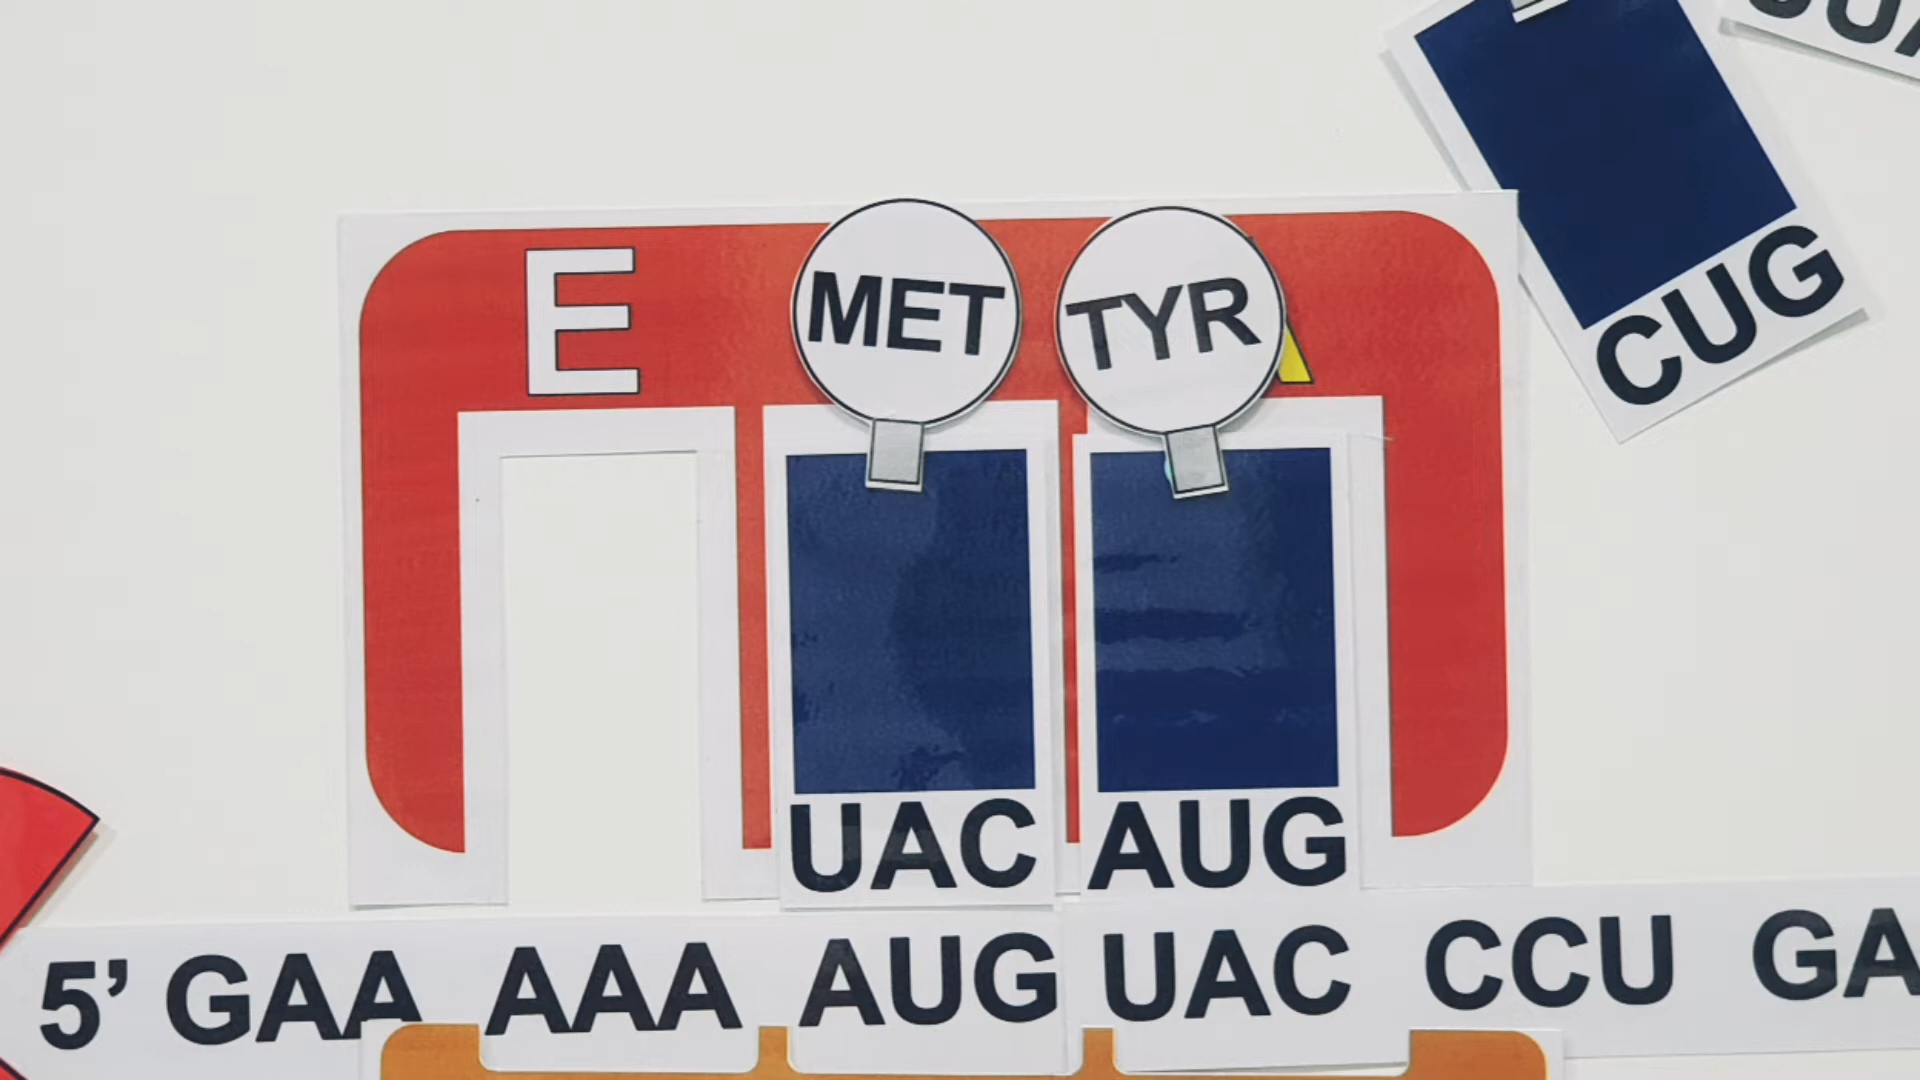 E
MET TYR
CUG
UAC AUG
5’ GAA AAA AUG UAC CCU GA